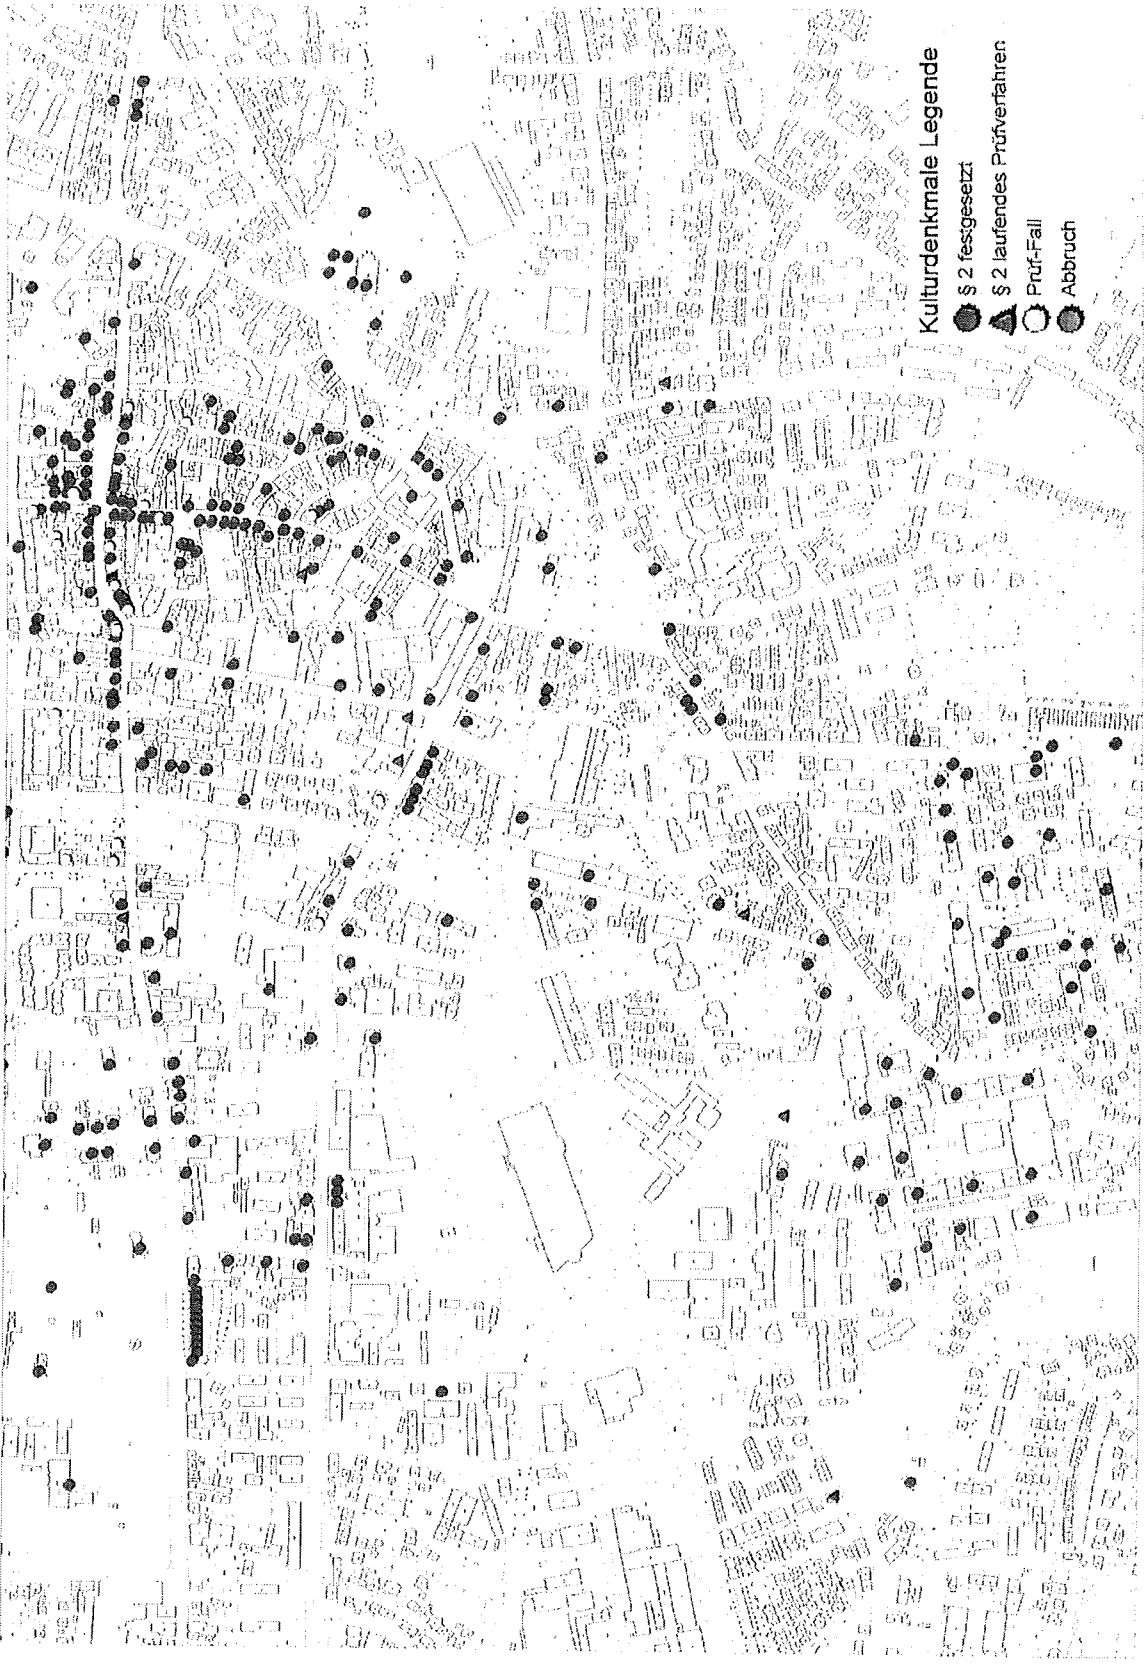 Kulturdenkmale Legende
§ 2 festgesetzt
§ 2 laufendes Prüfverfahren
Prüf-Fall
Abbruch